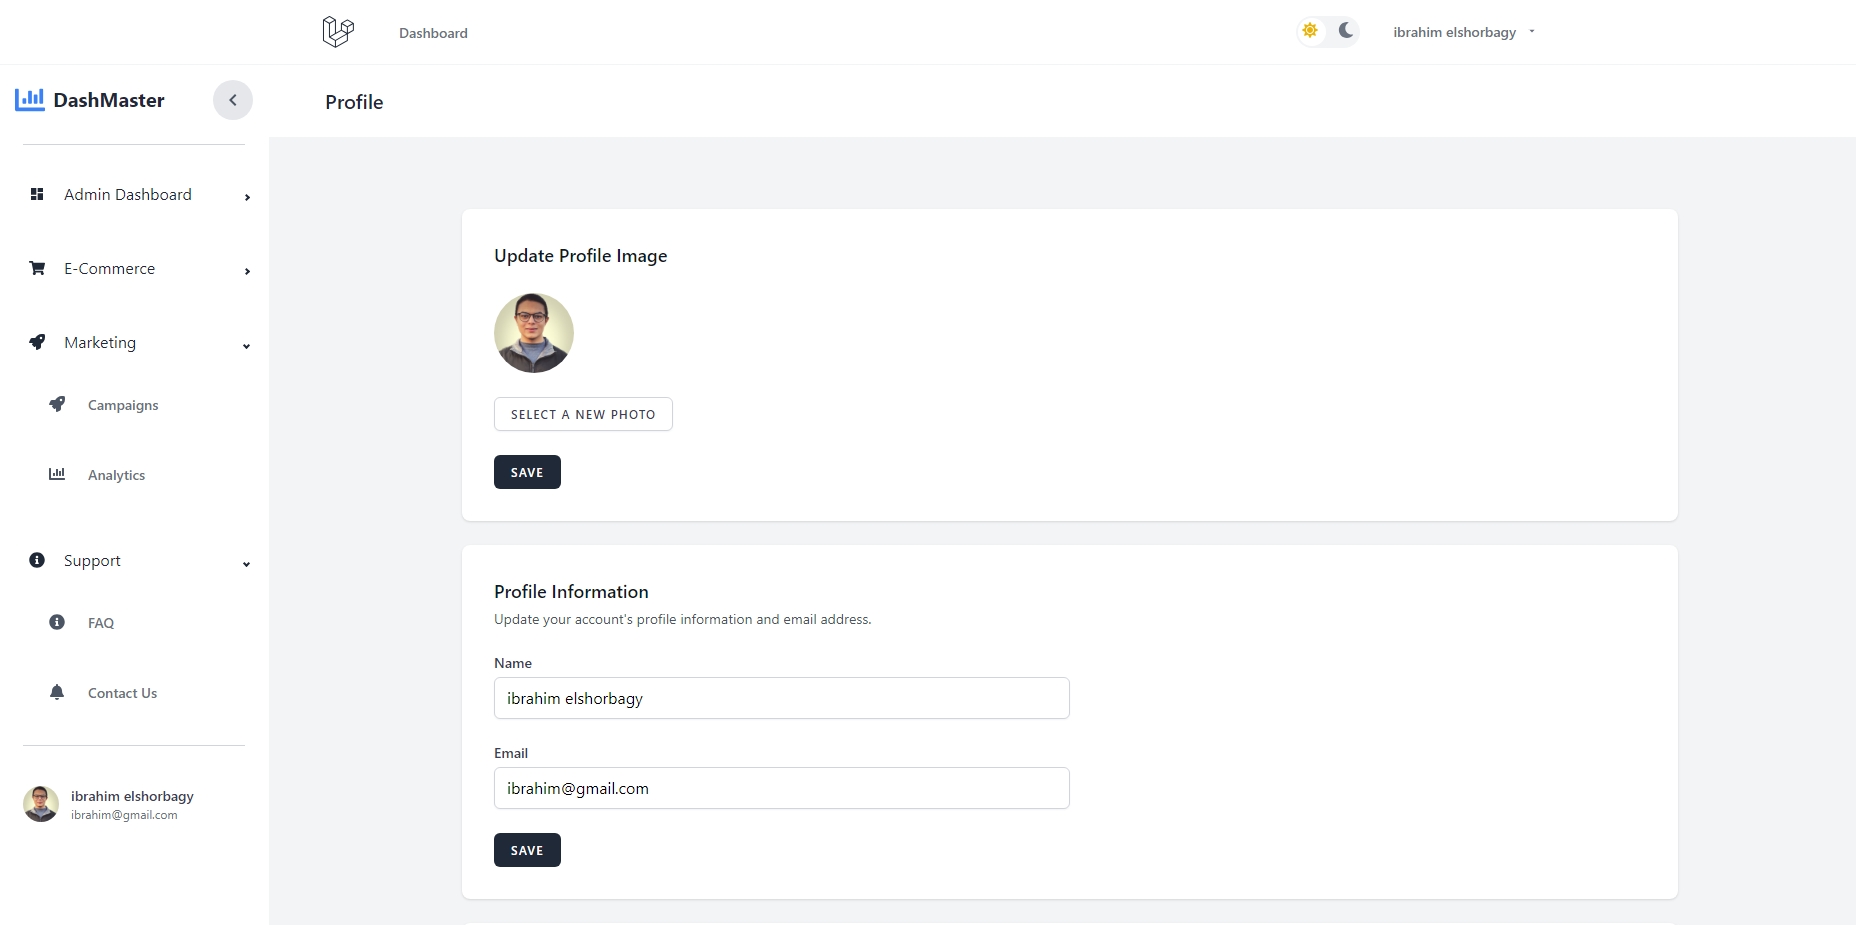 Dashboard
ibrahim elshorbagy
DashMaster
Profile
Admin Dashboard
E-Commerce
Marketing
Campaigns
Analytics
Support
FAQ
Contact Us
ibrahim elshorbagy
ibrahim@gmail.com
Update Profile Image
SELECT A NEW PHOTO
SAVE
Profile Information
Update your account's profile information and email address.
Name
ibrahim elshorbagy
Email
ibrahim@gmail.com
SAVE